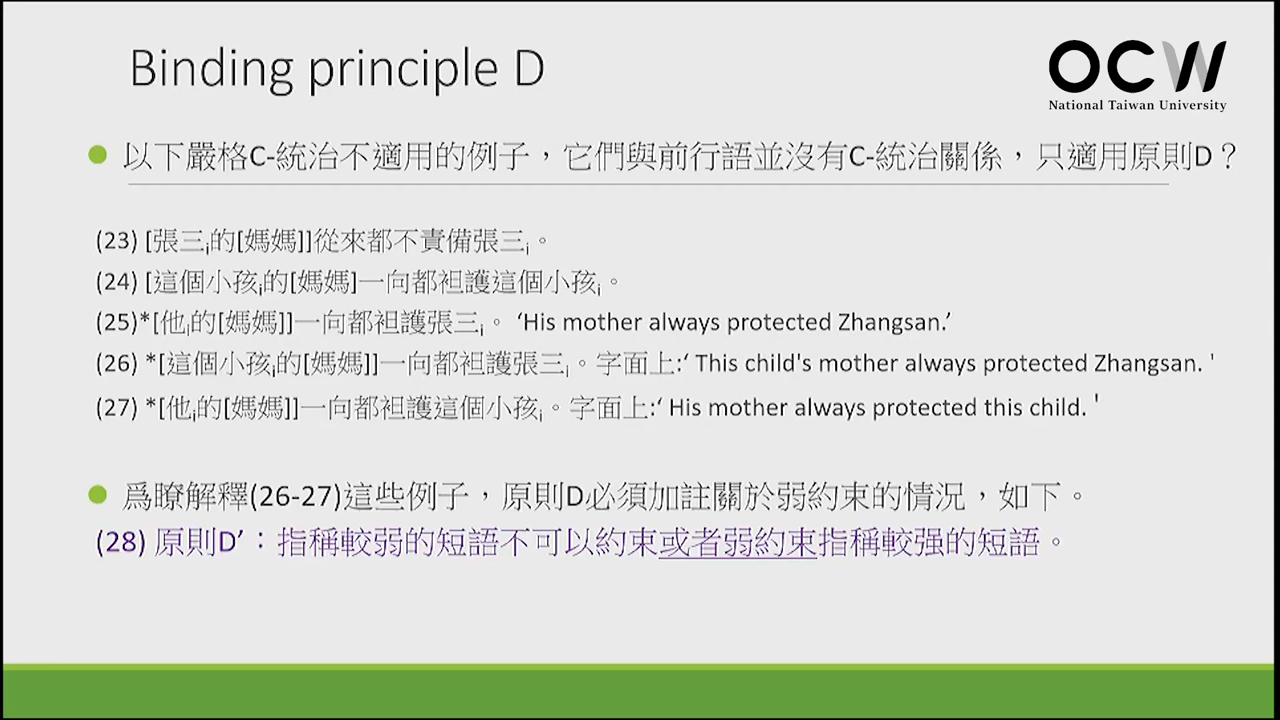 Binding principle D
OCW
National Taiwan University
以下嚴格C-統治不適用的例子，它們與前行語並沒有C-統治關係，只適用原則D？
(23) [張三i的[媽媽]]從來都不責備張三i。
(24) [這個小孩i的[媽媽]一向都袒護這個小孩i。
(25)*[他i的[媽媽]]一向都袒護張三i。 ‘His mother always protected Zhangsan.’
(26) *[這個小孩i的[媽媽]]一向都袒護張三i。字面上:‘ This child's mother always protected Zhangsan. '
(27) *[他i的[媽媽]]一向都袒護這個小孩i。字面上:‘ His mother always protected this child. '
爲瞭解釋(26-27)這些例子，原則D必須加註關於弱約束的情況，如下。
(28) 原則D’：指稱較弱的短語不可以約束或者弱約束指稱較强的短語。